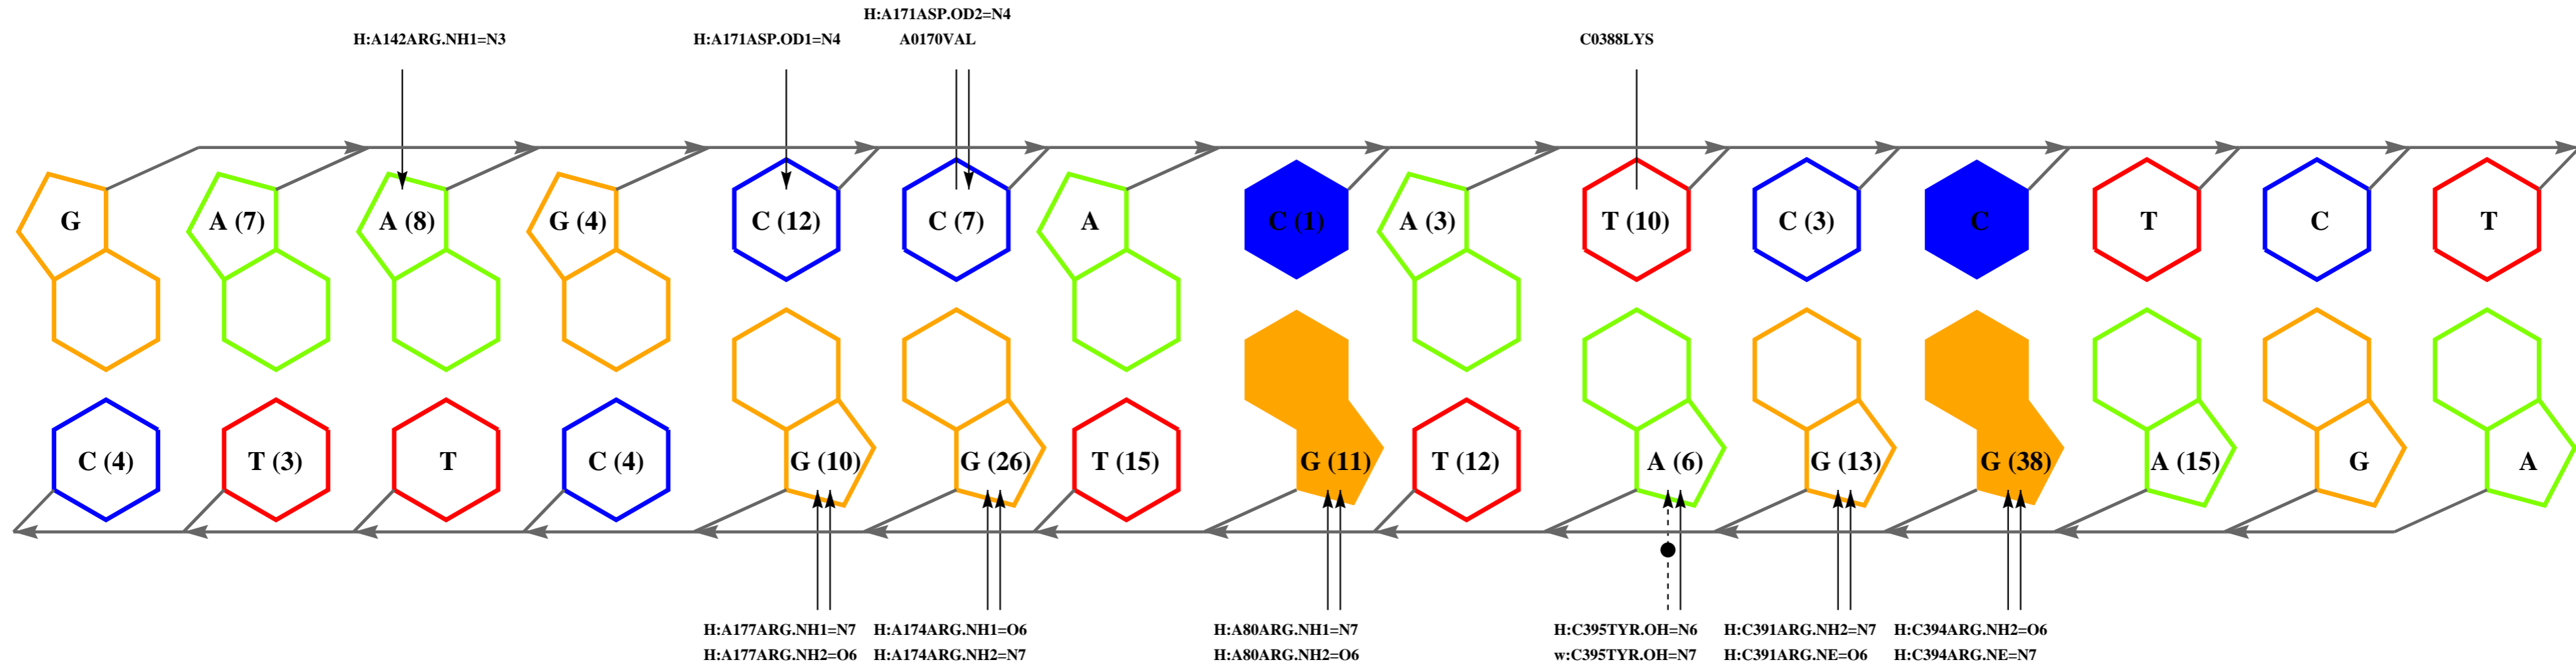 H:A171ASP.OD2=N4
H:A142ARG.NH1=N3 H:A171ASP.OD1=N4 A0170VAL C0388LYS
G A (7) A (8) G (4) C (12) C (7) A C (1) A (3) T (10) C (3) C T C T
C (4) T (3) T C (4) G (10) G (26) T (15) G (11) T (12) A (6) G (13) G (38) A (15) G A
H:A177ARG.NH1=N7 H:A174ARG.NH1=O6 H:A80ARG.NH1=N7 H:C395TYR.OH=N6 H:C391ARG.NH2=N7 H:C394ARG.NH2=O6
H:A177ARG.NH2=O6 H:A174ARG.NH2=N7 H:A80ARG.NH2=O6 w:C395TYR.OH=N7 H:C391ARG.NE=O6 H:C394ARG.NE=N7